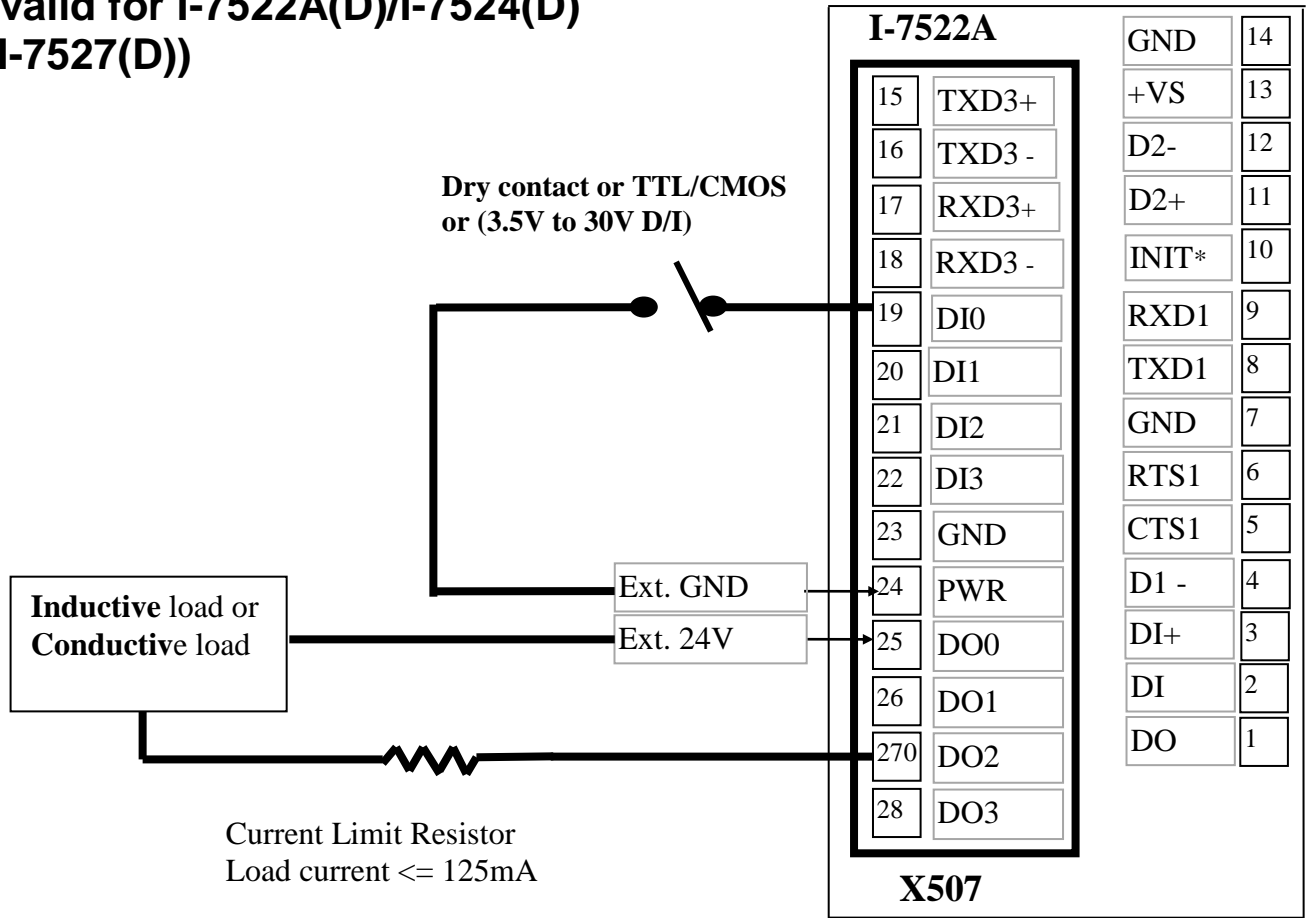 valid for I-7522A(D)/I-7524(D)
I-7527(D))
I-7522A
Dry contact or TTL/CMOS
or (3.5V to 30V D/I)
15 TXD3+
16 TXD3 -
17 RXD3+
18 RXD3 -
19 DI0
20 DI1
21 DI2
22 DI3
23 GND
24 PWR
25 DO0
26 DO1
270 DO2
28 DO3
X507
GND 14
+VS 13
D2- 12
D2+ 11
INIT* 10
RXD1 9
TXD1 8
GND 7
RTS1 6
CTS1 5
D1 - 4
DI+ 3
DI 2
DO 1
Ext. GND
Ext. 24V
Inductive load or
Conductive load
Current Limit Resistor
Load current <= 125mA